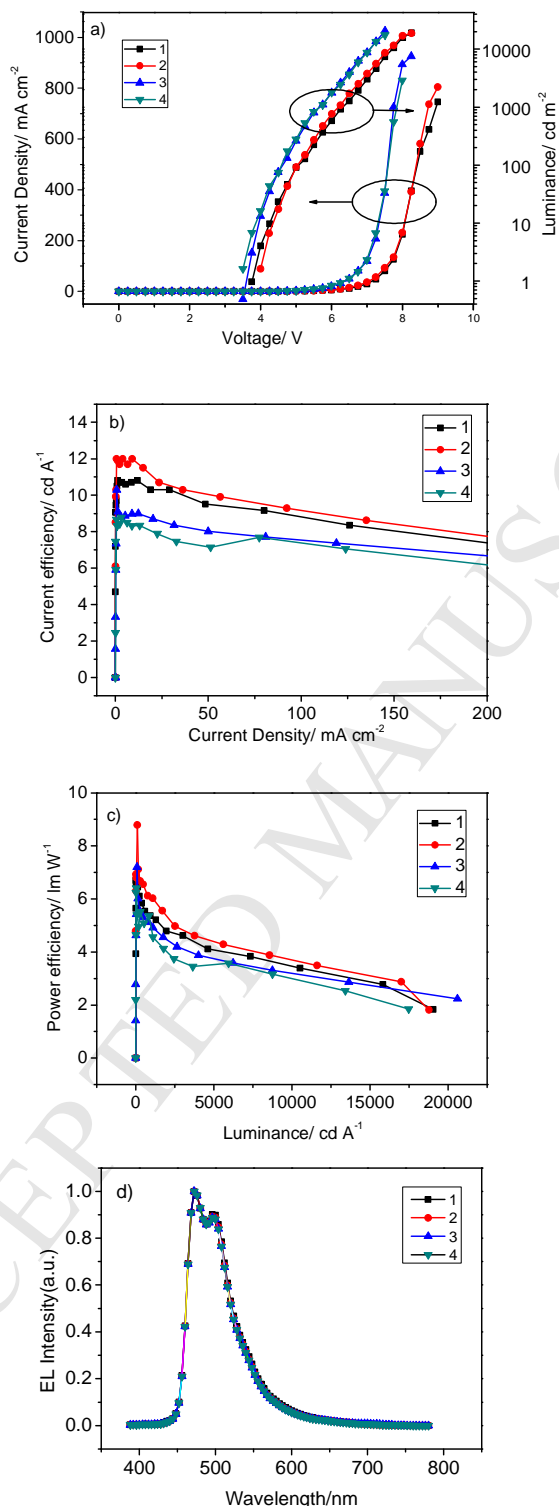 a)
1
2
3
4
1000
800
600
400
200
0
Current Density/ mA cm-2
10000
1000
100
10
1
Luminance/ cd m
0 2 4 6 8 10
Voltage/ V
b)
1
2
3
4
14
12
10
8
6
4
2
0
Current efficiency/ cd A-1
0 50 100 150 200
Current Density/ mA cm-2
c)
1
2
3
4
10
8
6
4
2
0
Power efficiency/ lm W-1
0 5000 10000 15000 20000
Luminance/ cd A-1
d)
1
2
3
4
1.0
0.8
0.6
0.4
0.2
0.0
EL Intensity(a.u.)
400 500 600 700 800
Wavelength/nm
CEPTED MANUSC